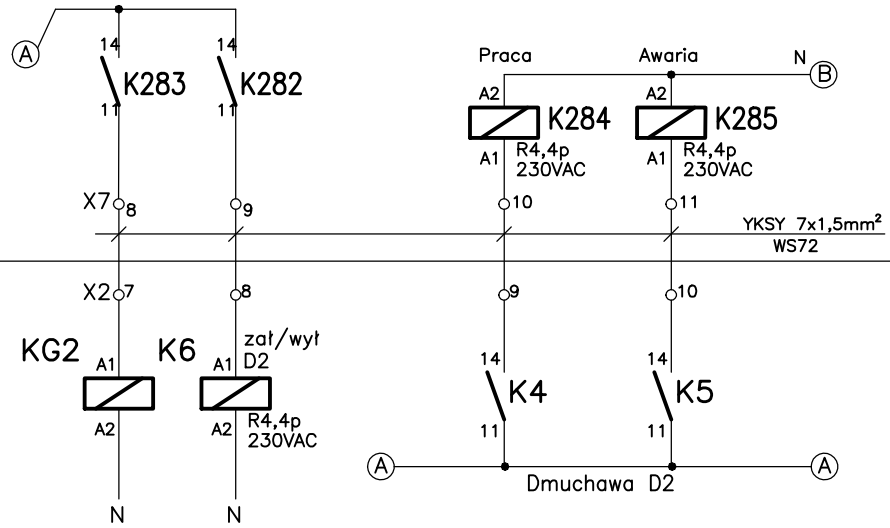 A
14
14
K283
K282
11
11
Praca
Awaria
N
B
A2
A2
K284
K285
A1
R4,4p
230VAC
A1
R4,4p
230VAC
X7
8
9
10
11
YKSY 7x1,5mm²
WS72
X2
7
8
9
10
KG2
K6
zał/wył
D2
A1
A1
A2
A2
R4,4p
230VAC
14
14
K4
K5
11
11
A
A
Dmuchawa D2
N
N